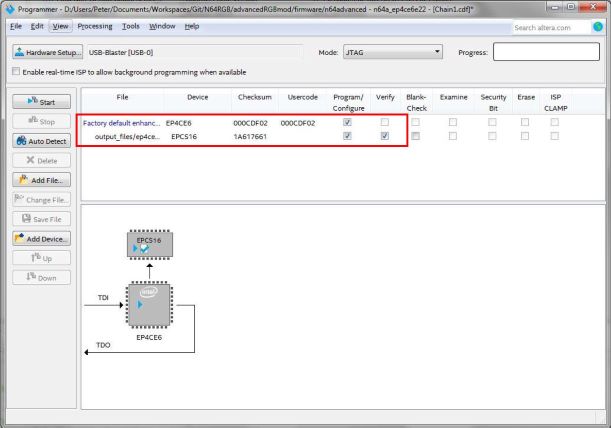 Programmer - D:/Users/Peter/Documents/Workspaces/Git/N64RGB/advancedRGBmod/firmware/n64advanced - n64a_ep4ce6e22 - [Chain1.cdf]*
File Edit View Processing Tools Window Help
Search altera.com
Hardware Setup... USB-Blaster [USB-0] Mode: JTAG Progress:
Enable real-time ISP to allow background programming when available
Start
Stop
Auto Detect
Delete
Add File...
Change File...
Save File
Add Device...
Up
Down
File Device Checksum Usercode Program/ Verify Blank- Examine Security Erase ISP
Configure Check Bit CLAMP
Factory default enhanc... EP4CE6 000CDF02 000CDF02
output_files/ep4ce... EPCS16 1A617661
EPCS16
TDI
intel
EP4CE6
TDO